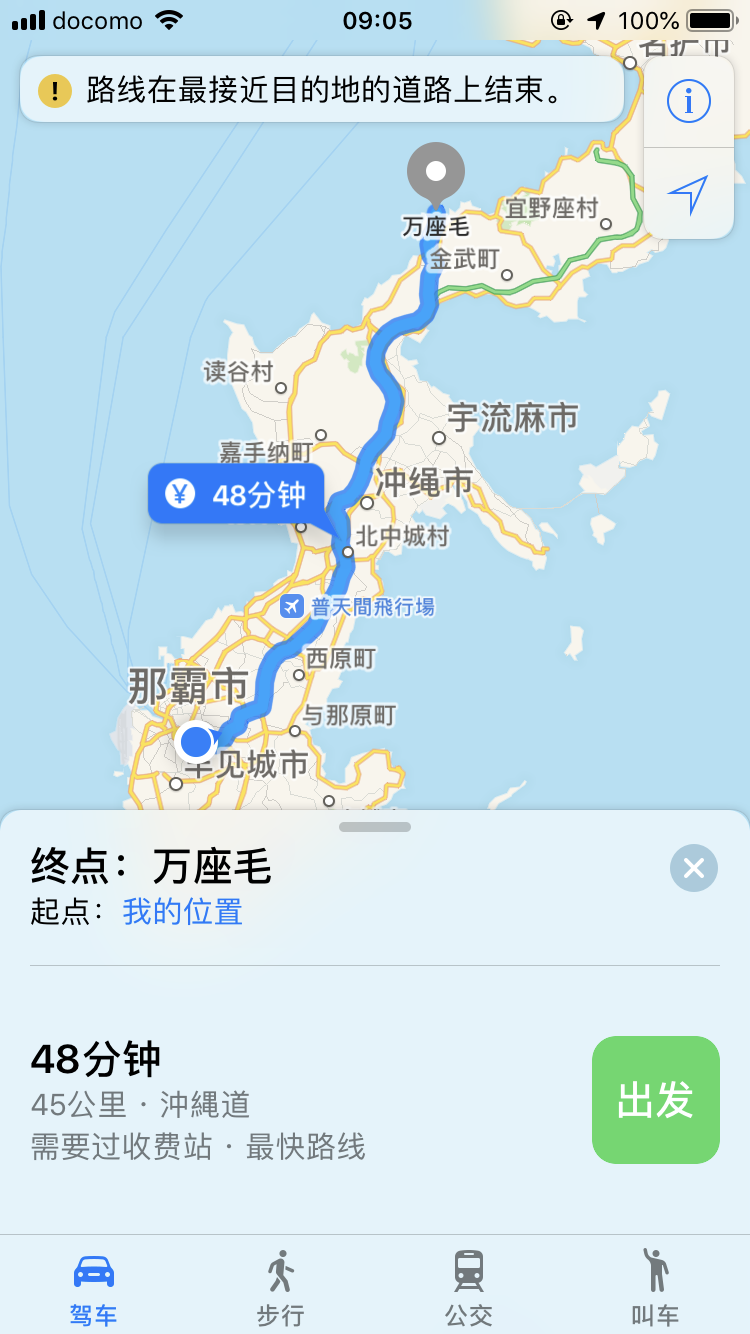 docomo 09:05 100%
名护市
! 路线在最接近目的地的道路上结束。
i
万座毛
宜野座村
金武町
读谷村
宇流麻市
嘉手纳町
冲绳市
¥ 48分钟
北中城村
普天間飛行場
西原町
那霸市
与那原町
丰见城市
终点：万座毛
起点：我的位置
48分钟
45公里 · 沖縄道
需要过收费站 · 最快路线
出发
驾车 步行 公交 叫车